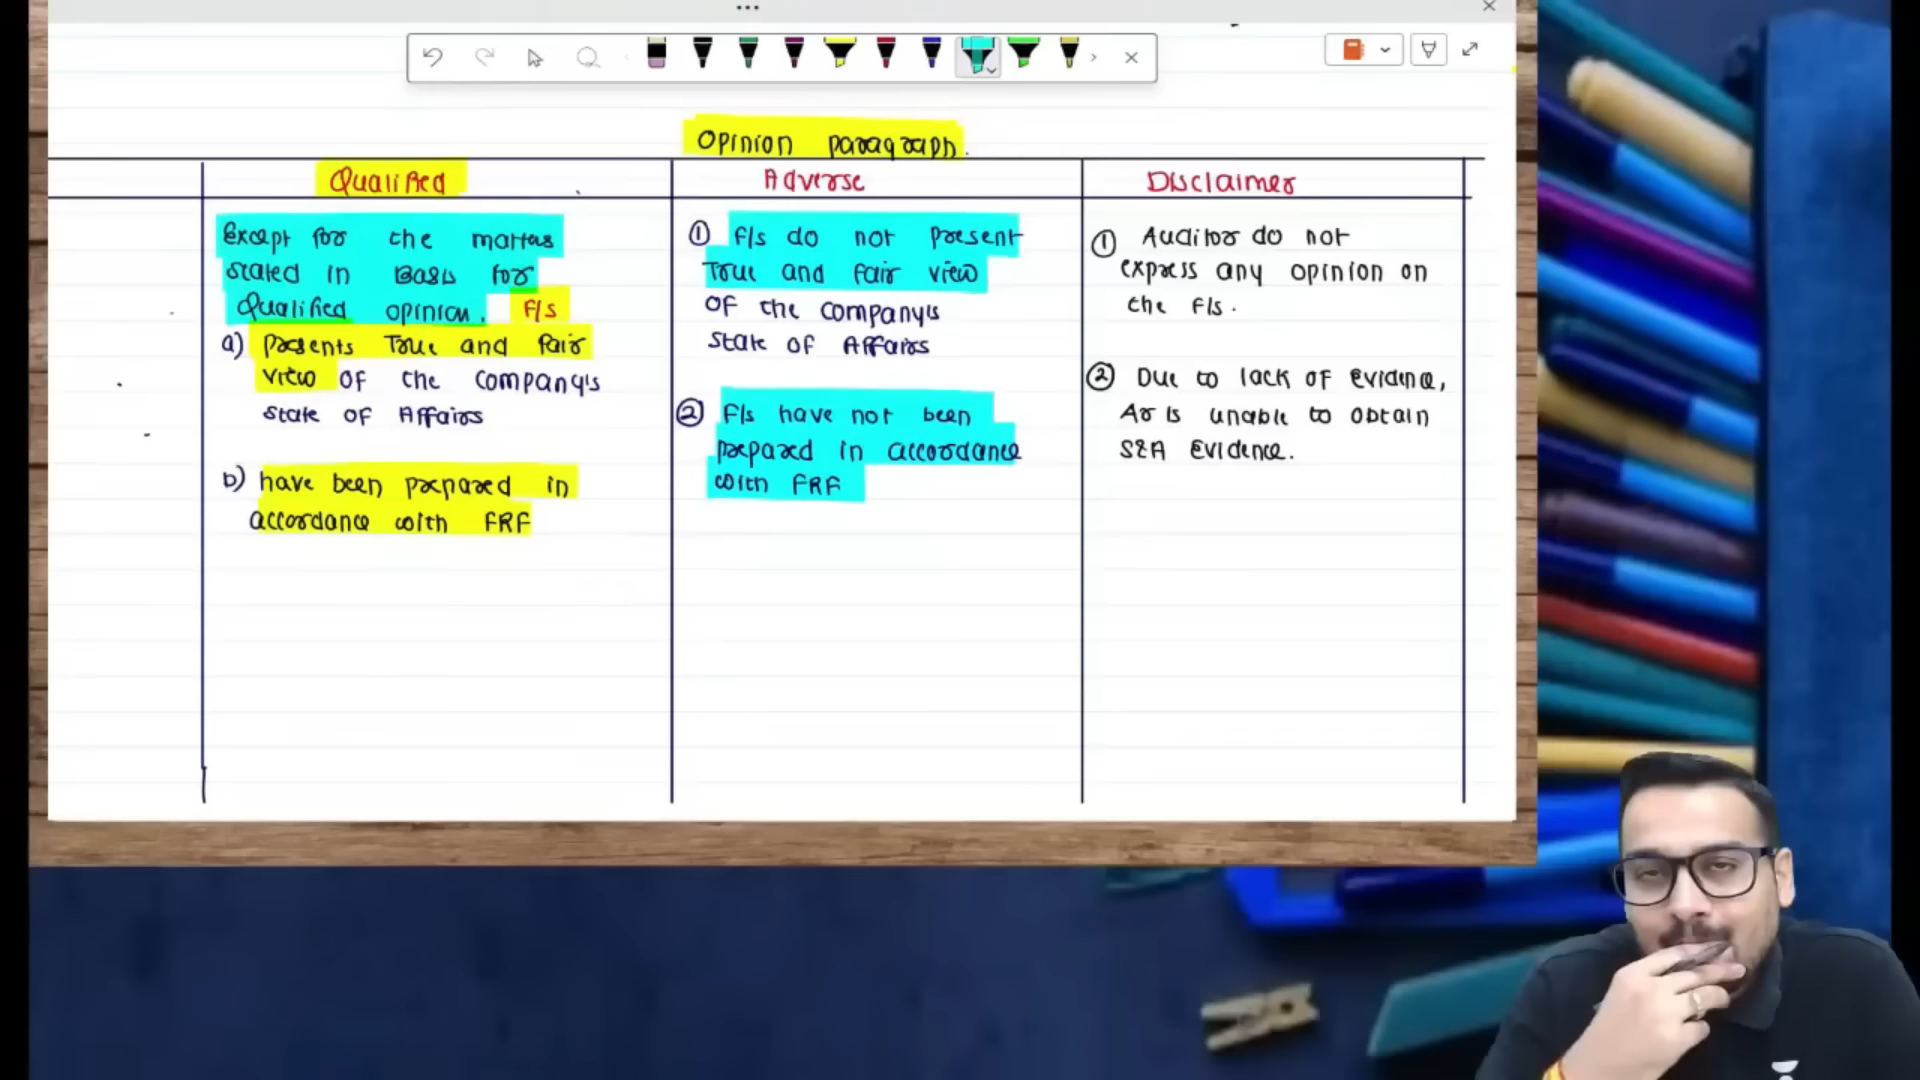 Opinion paragraph.
Qualified
Adverse
Disclaimer
Except for the matters
stated in Basis for
Qualified opinion. F/s
a) presents True and Fair
view of the company's
state of Affairs
b) have been prepared in
accordance with FRF
① F/s do not present
True and Fair view
of the company's
state of Affairs
② F/s have not been
prepared in accordance
with FRF
① Auditor do not
express any opinion on
the F/s.
② Due to lack of evidence,
Ar is unable to obtain
S&A Evidence.